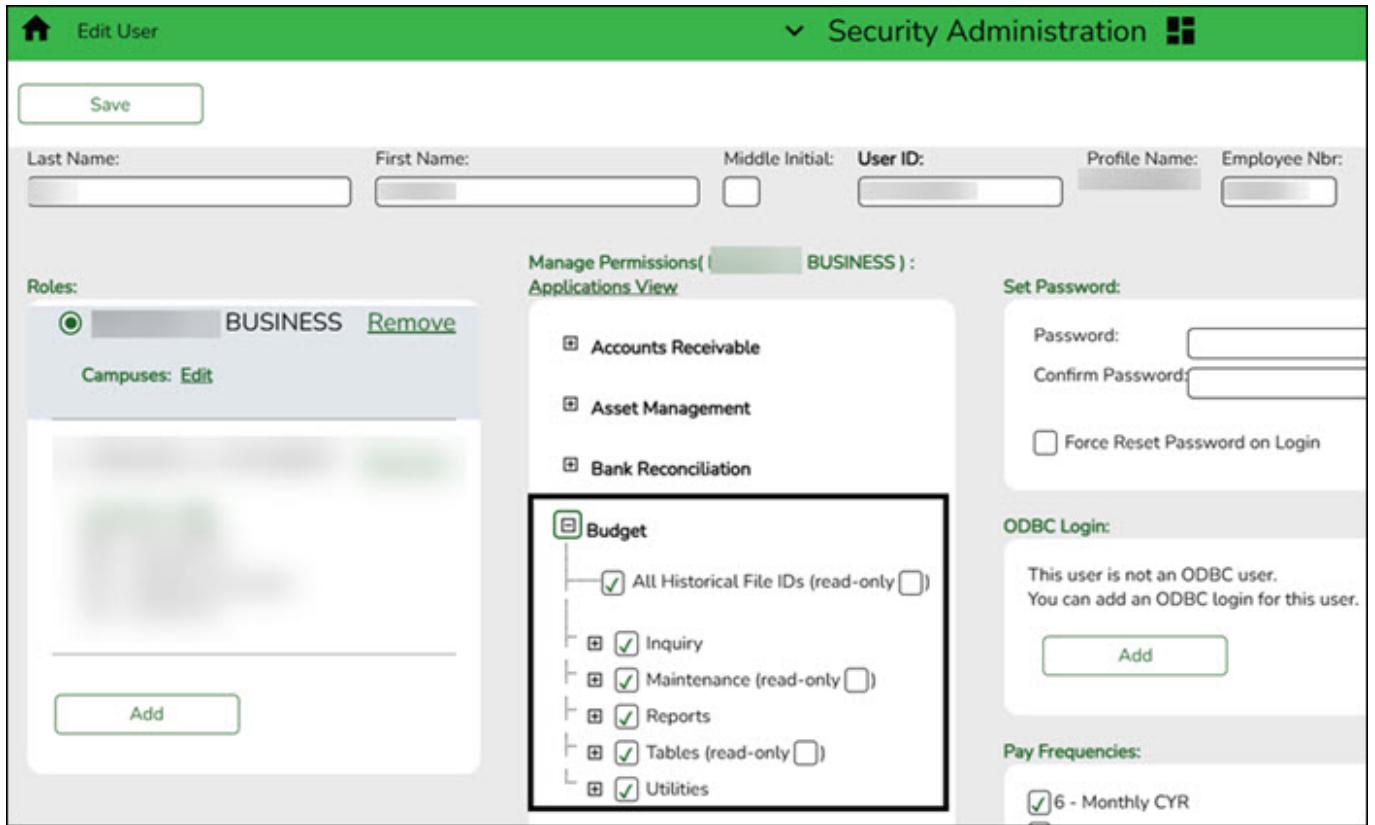 Edit User
Security Administration
Save
Last Name:
First Name:
Middle Initial:
User ID:
Profile Name:
Employee Nbr:
Roles:
BUSINESS Remove
Campuses: Edit
Add
Manage Permissions( BUSINESS ) :
Applications View
Accounts Receivable
Asset Management
Bank Reconciliation
Budget
All Historical File IDs (read-only )
Inquiry
Maintenance (read-only )
Reports
Tables (read-only )
Utilities
Set Password:
Password:
Confirm Password:
Force Reset Password on Login
ODBC Login:
This user is not an ODBC user.
You can add an ODBC login for this user.
Add
Pay Frequencies:
6 - Monthly CYR